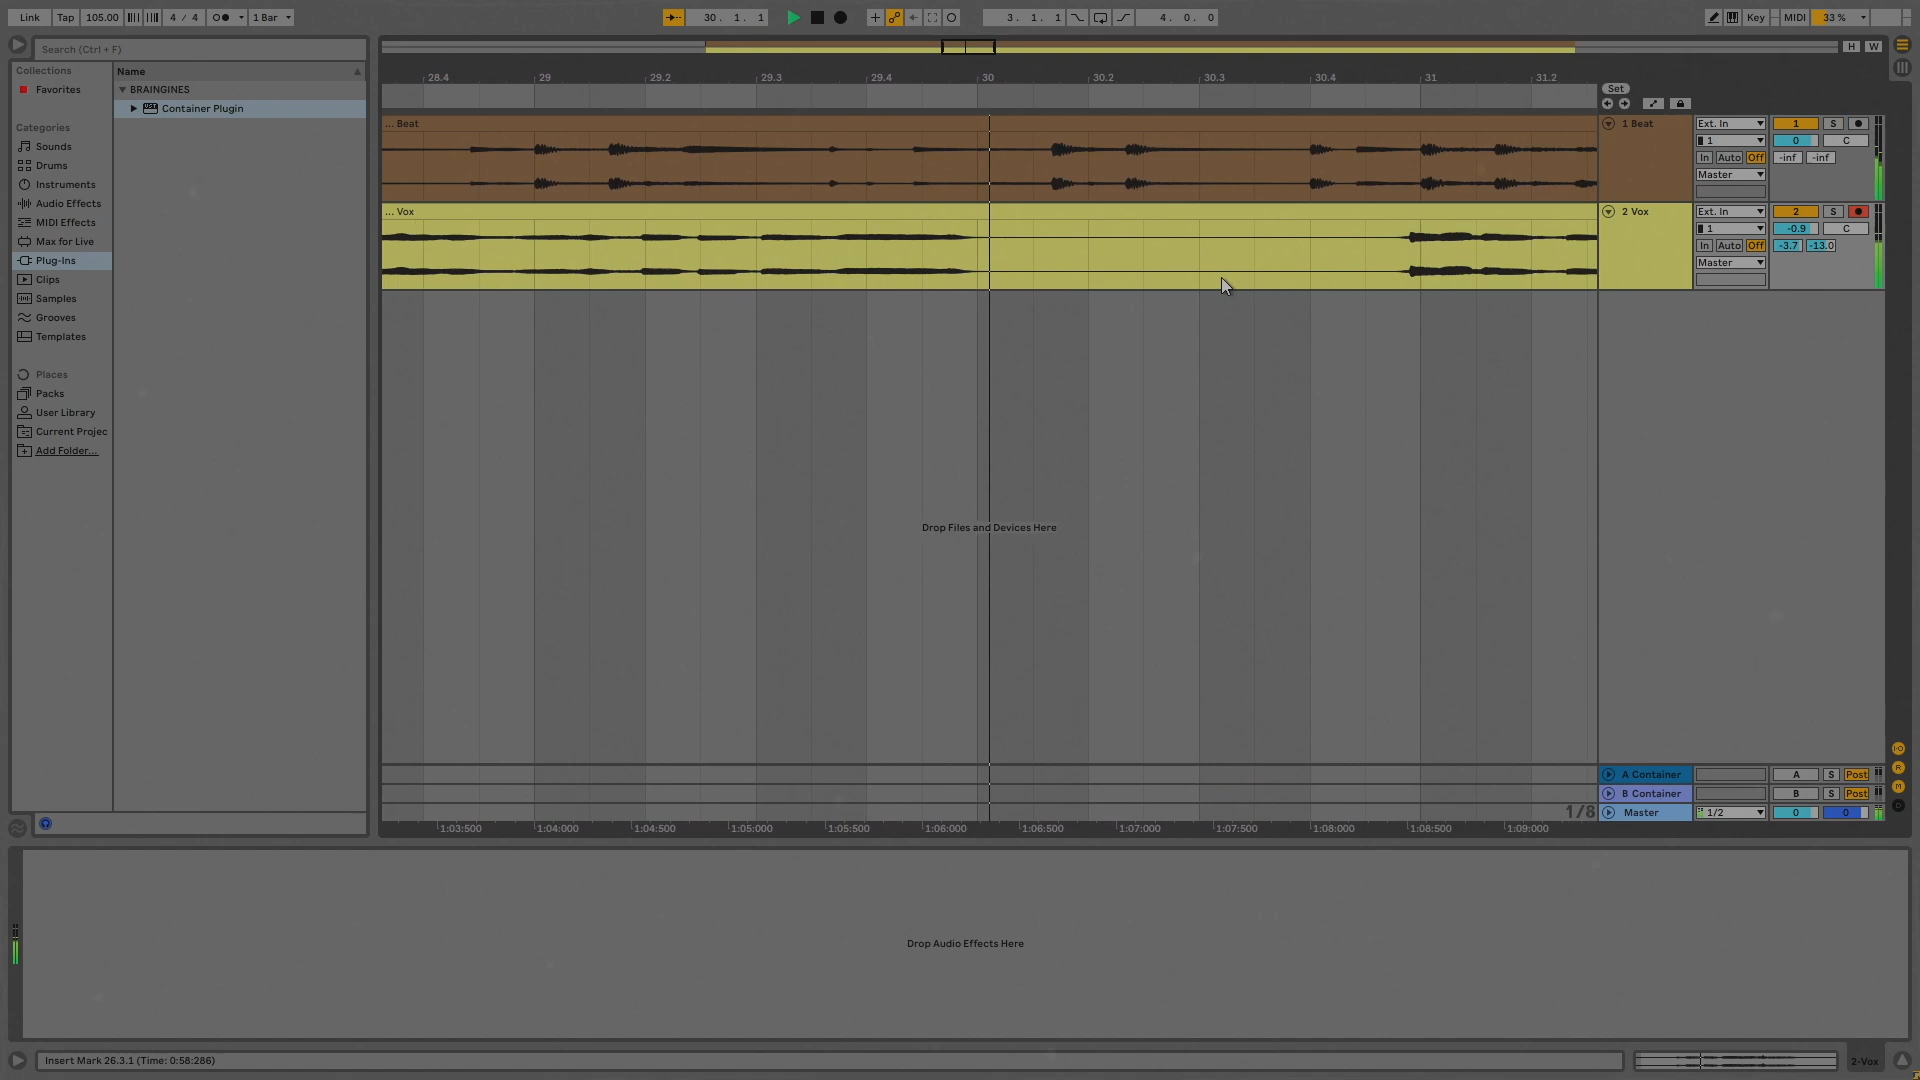 Link Tap 105.00 4 / 4 1 Bar 30. 1. 1 3. 1. 1 4. 0. 0 Key MIDI 33 %
Search (Ctrl + F)
H W
Collections
Favorites
Categories
Sounds
Drums
Instruments
Audio Effects
MIDI Effects
Max for Live
Plug-Ins
Clips
Samples
Grooves
Templates
Places
Packs
User Library
Current Projec
Add Folder...
Name
BRAINGINES
Container Plugin
28.4 29 29.2 29.3 29.4 30 30.2 30.3 30.4 31 31.2
Set
... Beat
1 Beat Ext. In 1 S
1 0 C
In Auto Off -inf -inf
Master
... Vox
2 Vox Ext. In 2 S
1 -0.9 C
In Auto Off -3.7 -13.0
Master
Drop Files and Devices Here
A Container A S Post
B Container B S Post
1/8 Master 1/2 0 0
1:03:500 1:04:000 1:04:500 1:05:000 1:05:500 1:06:000 1:06:500 1:07:000 1:07:500 1:08:000 1:08:500 1:09:000
Drop Audio Effects Here
Insert Mark 26.3.1 (Time: 0:58:286)
2-Vox